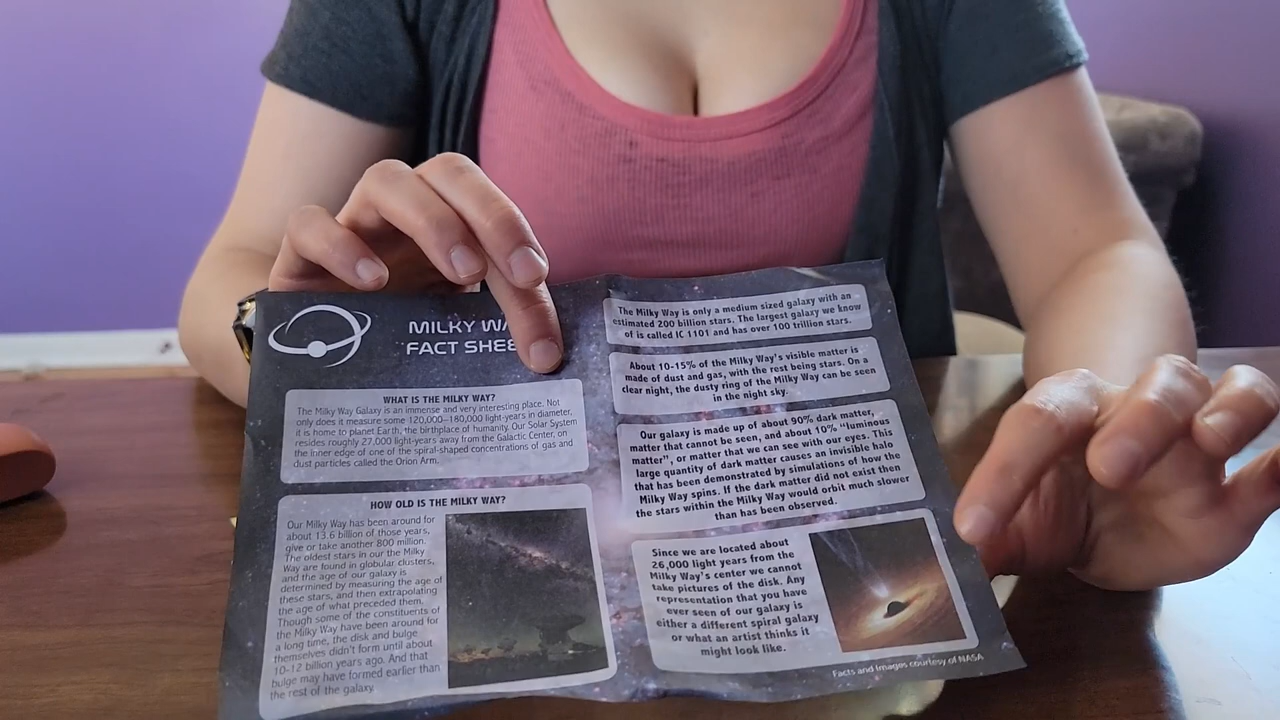 MILKY WA
FACT SHEE
WHAT IS THE MILKY WAY?
The Milky Way Galaxy is an immense and very interesting place. Not
only does it measure some 120,000–180,000 light-years in diameter,
it is home to planet Earth, the birthplace of humanity. Our Solar System
resides roughly 27,000 light-years away from the Galactic Center, on
the inner edge of one of the spiral-shaped concentrations of gas and
dust particles called the Orion Arm.
HOW OLD IS THE MILKY WAY?
Our Milky Way has been around for
about 13.6 billion of those years,
give or take another 800 million.
The oldest stars in our the Milky
Way are found in globular clusters,
and the age of our galaxy is
determined by measuring the age of
these stars, and then extrapolating
the age of what preceded them.
Though some of the constituents of
the Milky Way have been around for
a long time, the disk and bulge
themselves didn't form until about
10-12 billion years ago. And that
bulge may have formed earlier than
the rest of the galaxy.
The Milky Way is only a medium sized galaxy with an
estimated 200 billion stars. The largest galaxy we know
of is called IC 1101 and has over 100 trillion stars.
About 10-15% of the Milky Way's visible matter is
made of dust and gas, with the rest being stars. On a
clear night, the dusty ring of the Milky Way can be seen
in the night sky.
Our galaxy is made up of about 90% dark matter,
matter that cannot be seen, and about 10% "luminous
matter", or matter that we can see with our eyes. This
large quantity of dark matter causes an invisible halo
that has been demonstrated by simulations of how the
Milky Way spins. If the dark matter did not exist then
the stars within the Milky Way would orbit much slower
than has been observed.
Since we are located about
26,000 light years from the
Milky Way's center we cannot
take pictures of the disk. Any
representation that you have
ever seen of our galaxy is
either a different spiral galaxy
or what an artist thinks it
might look like.
Facts and Images courtesy of NASA